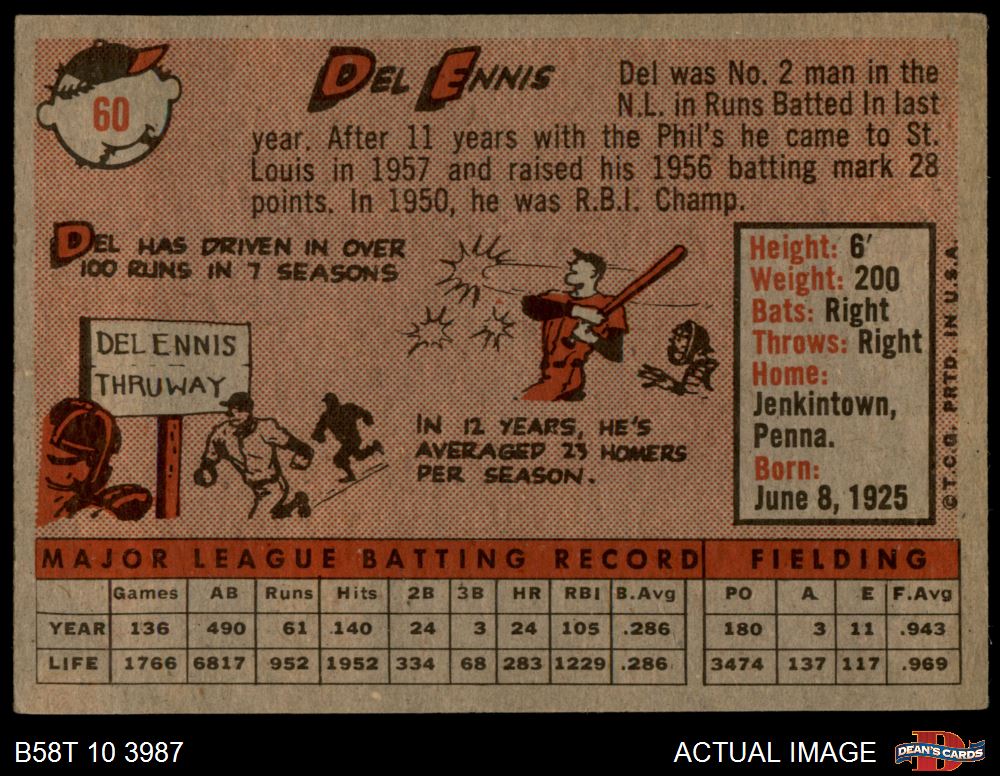 60
DEL ENNIS
Del was No. 2 man in the
N.L. in Runs Batted In last
year. After 11 years with the Phil's he came to St.
Louis in 1957 and raised his 1956 batting mark 28
points. In 1950, he was R.B.I. Champ.
DEL HAS DRIVEN IN OVER
100 RUNS IN 7 SEASONS
DEL ENNIS
THRUWAY
IN 12 YEARS, HE'S
AVERAGED 23 HOMERS
PER SEASON.
Height: 6'
Weight: 200
Bats: Right
Throws: Right
Home:
Jenkintown,
Penna.
Born:
June 8, 1925
© T.C.G. PRTD. IN U.S.A.
MAJOR LEAGUE BATTING RECORD FIELDING
Games AB Runs Hits 2B 3B HR RBI B.Avg PO A E F.Avg
YEAR 136 490 61 140 24 3 24 105 .286 180 3 11 .943
LIFE 1766 6817 952 1952 334 68 283 1229 .286 3474 137 117 .969
B58T 10 3987
ACTUAL IMAGE
D
DEAN'S CARDS